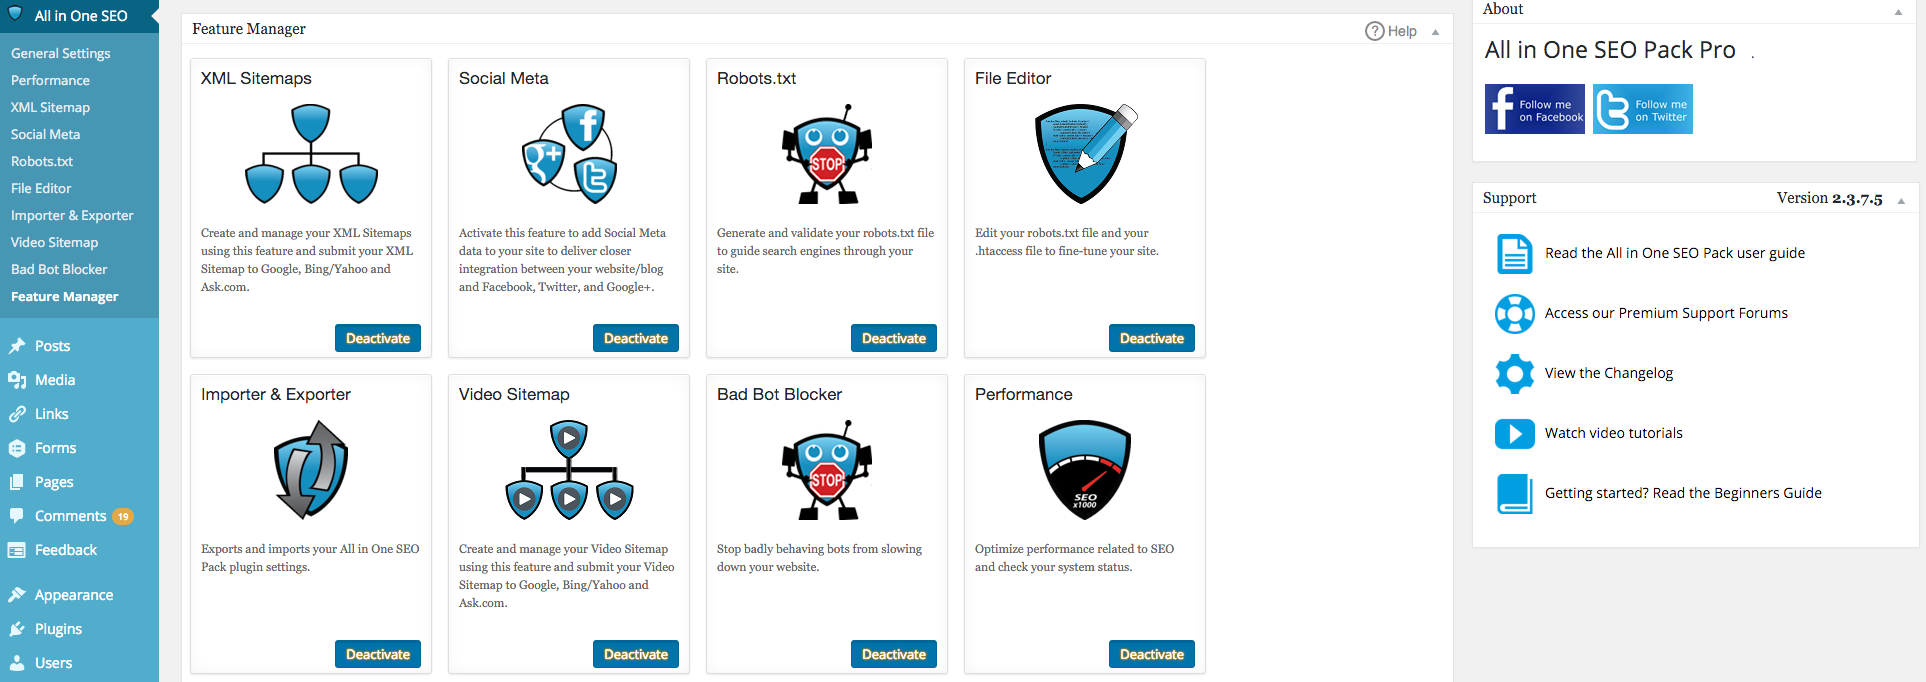 All in One SEO
General Settings
Performance
XML Sitemap
Social Meta
Robots.txt
File Editor
Importer & Exporter
Video Sitemap
Bad Bot Blocker
Feature Manager
Posts
Media
Links
Forms
Pages
Comments 19
Feedback
Appearance
Plugins
Users
Feature Manager
? Help
XML Sitemaps
Create and manage your XML Sitemaps
using this feature and submit your XML
Sitemap to Google, Bing/Yahoo and
Ask.com.
Deactivate
Social Meta
f
g+
t
Activate this feature to add Social Meta
data to your site to deliver closer
integration between your website/blog
and Facebook, Twitter, and Google+.
Deactivate
Robots.txt
STOP
Generate and validate your robots.txt file
to guide search engines through your
site.
Deactivate
File Editor
Edit your robots.txt file and your
.htaccess file to fine-tune your site.
Deactivate
Importer & Exporter
Exports and imports your All in One SEO
Pack plugin settings.
Deactivate
Video Sitemap
Create and manage your Video Sitemap
using this feature and submit your Video
Sitemap to Google, Bing/Yahoo and
Ask.com.
Deactivate
Bad Bot Blocker
STOP
Stop badly behaving bots from slowing
down your website.
Deactivate
Performance
SEO
x1000
Optimize performance related to SEO
and check your system status.
Deactivate
About
All in One SEO Pack Pro .
f Follow me
on Facebook
t Follow me
on Twitter
Support
Version 2.3.7.5
Read the All in One SEO Pack user guide
Access our Premium Support Forums
View the Changelog
Watch video tutorials
Getting started? Read the Beginners Guide